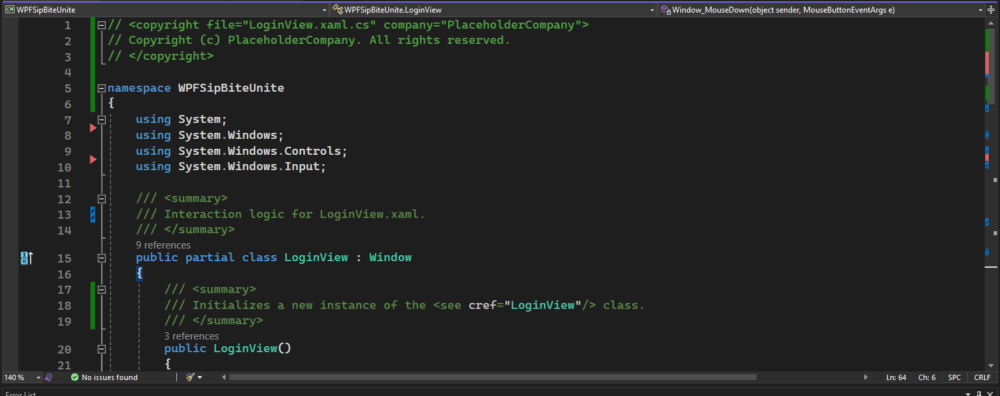 C# WPFSipBiteUnite
WPFSipBiteUnite.LoginView
Window_MouseDown(object sender, MouseButtonEventArgs e)
1 // <copyright file="LoginView.xaml.cs" company="PlaceholderCompany">
2 // Copyright (c) PlaceholderCompany. All rights reserved.
3 // </copyright>
4
5 namespace WPFSipBiteUnite
6 {
7 using System;
8 using System.Windows;
9 using System.Windows.Controls;
10 using System.Windows.Input;
11
12 /// <summary>
13 /// Interaction logic for LoginView.xaml.
14 /// </summary>
9 references
15 public partial class LoginView : Window
16 {
17 /// <summary>
18 /// Initializes a new instance of the <see cref="LoginView"/> class.
19 /// </summary>
3 references
20 public LoginView()
21 {
140 % No issues found Ln: 64 Ch: 6 SPC CRLF
Error List